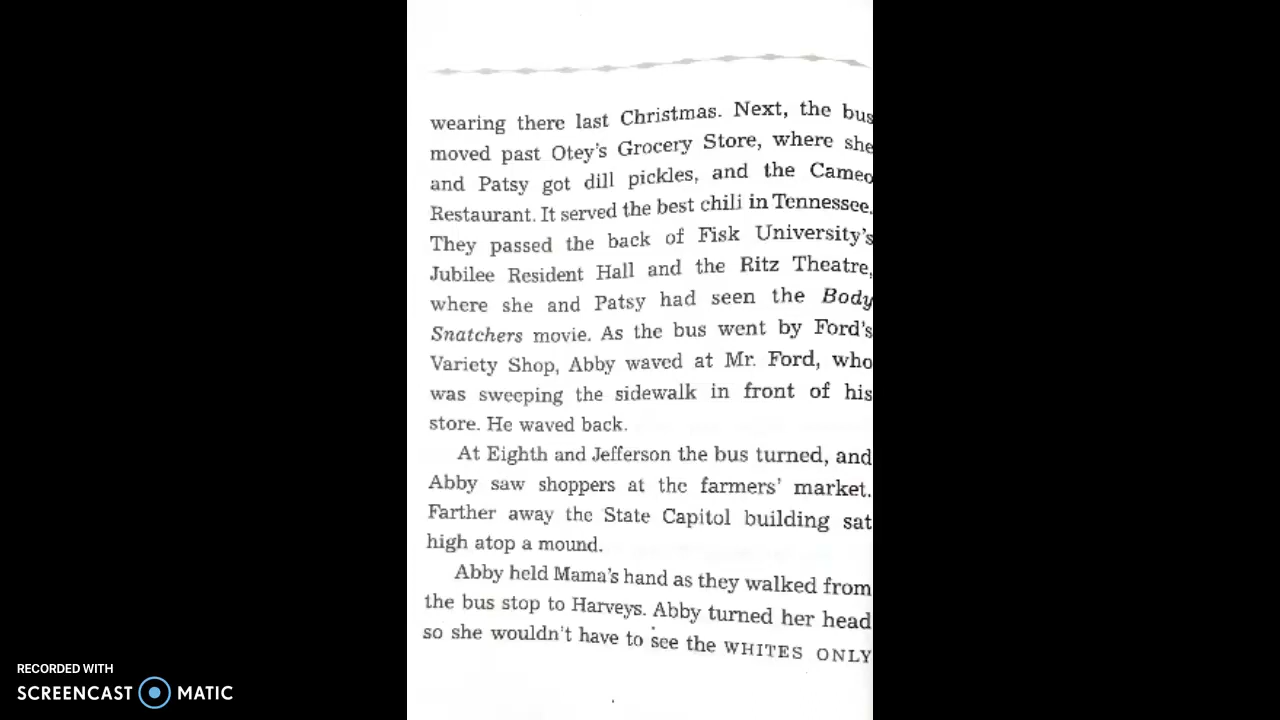 wearing there last Christmas. Next, the bus
moved past Otey's Grocery Store, where she
and Patsy got dill pickles, and the Cameo
Restaurant. It served the best chili in Tennessee.
They passed the back of Fisk University's
Jubilee Resident Hall and the Ritz Theatre,
where she and Patsy had seen the Body
Snatchers movie. As the bus went by Ford's
Variety Shop, Abby waved at Mr. Ford, who
was sweeping the sidewalk in front of his
store. He waved back.
At Eighth and Jefferson the bus turned, and
Abby saw shoppers at the farmers' market.
Farther away the State Capitol building sat
high atop a mound.
Abby held Mama's hand as they walked from
the bus stop to Harveys. Abby turned her head
so she wouldn't have to see the WHITES ONLY
RECORDED WITH
SCREENCAST MATIC